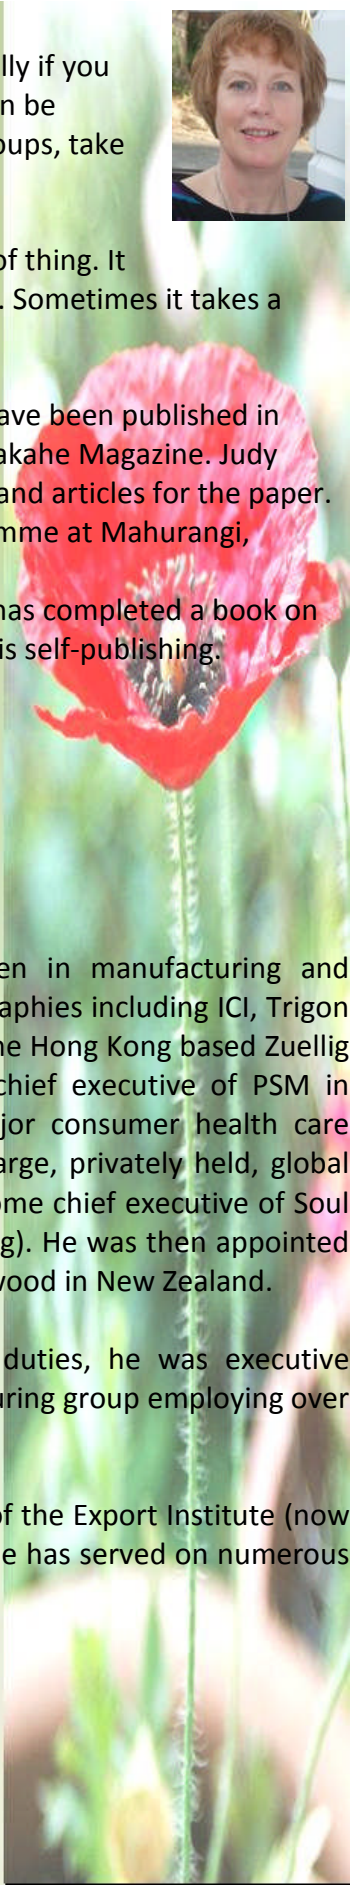 lly if you
n be
oups, take
of thing. It
. Sometimes it takes a
ave been published in
akahe Magazine. Judy
and articles for the paper.
mme at Mahurangi,
has completed a book on
is self-publishing.
en in manufacturing and
raphies including ICI, Trigon
he Hong Kong based Zuellig
chief executive of PSM in
jor consumer health care
arge, privately held, global
ome chief executive of Soul
g). He was then appointed
wood in New Zealand.
duties, he was executive
uring group employing over
of the Export Institute (now
e has served on numerous